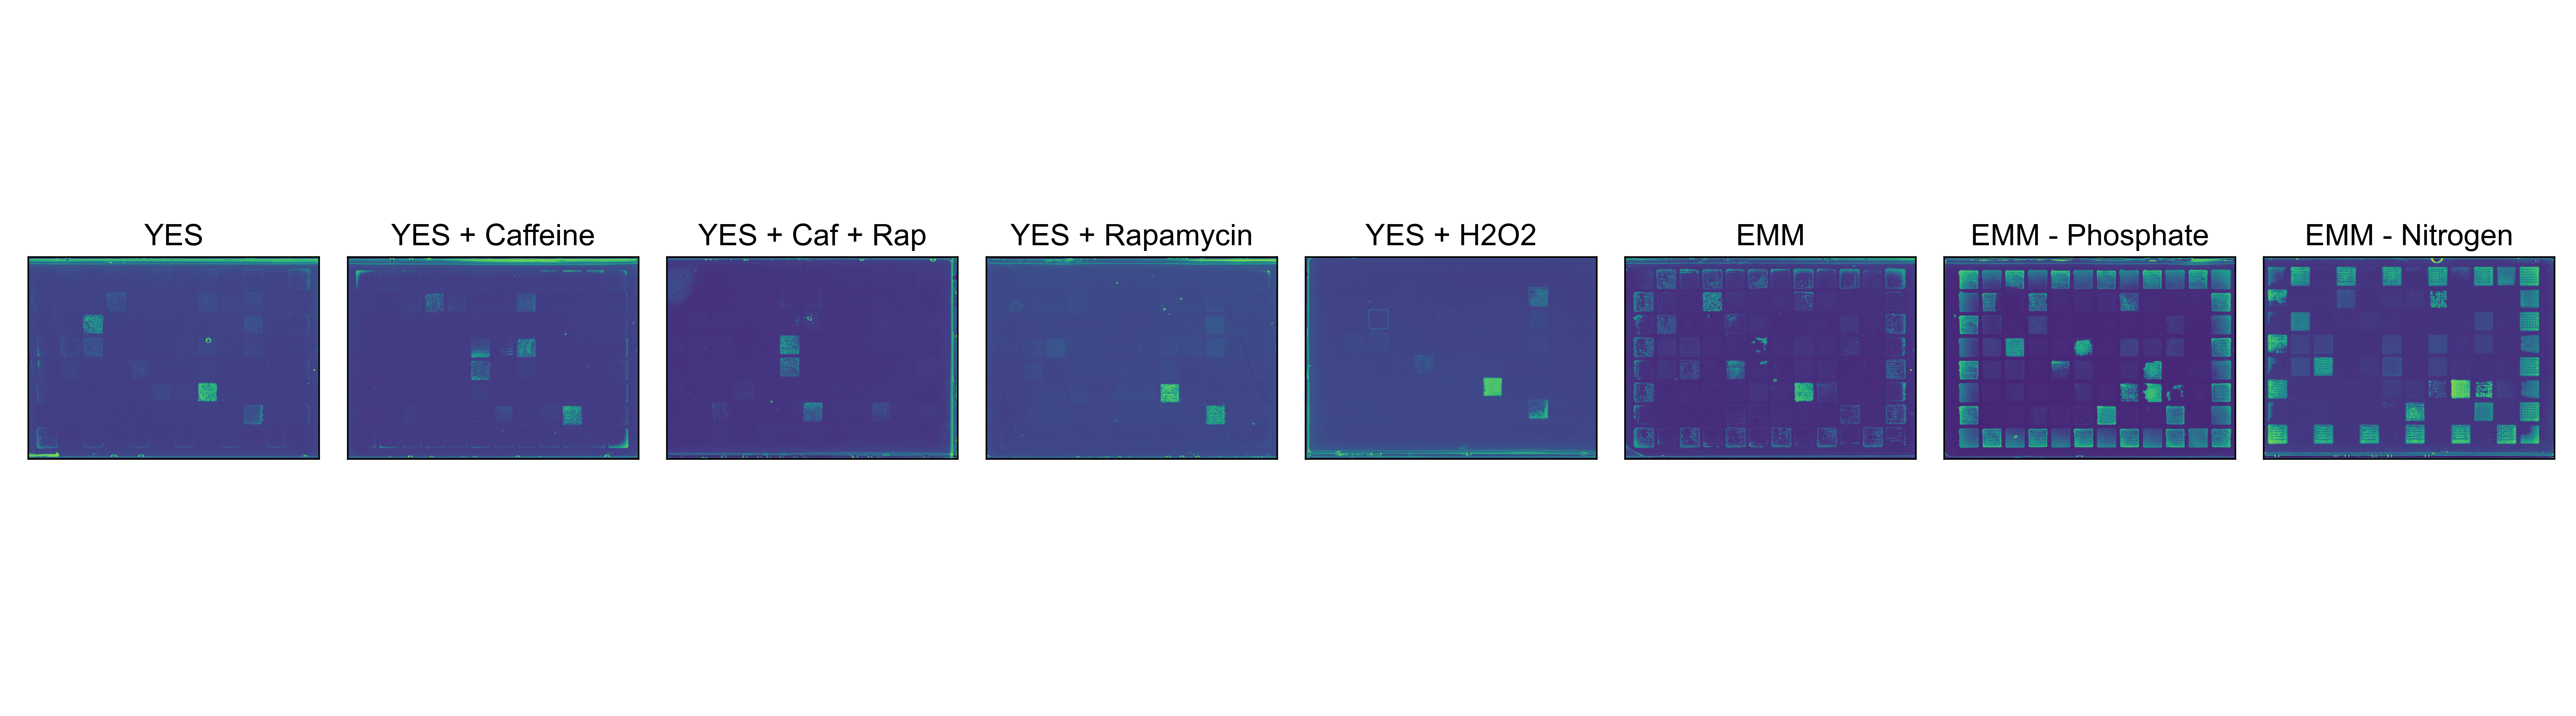 YES
YES + Caffeine
YES + Caf + Rap
YES + Rapamycin
YES + H2O2
EMM
EMM - Phosphate
EMM - Nitrogen